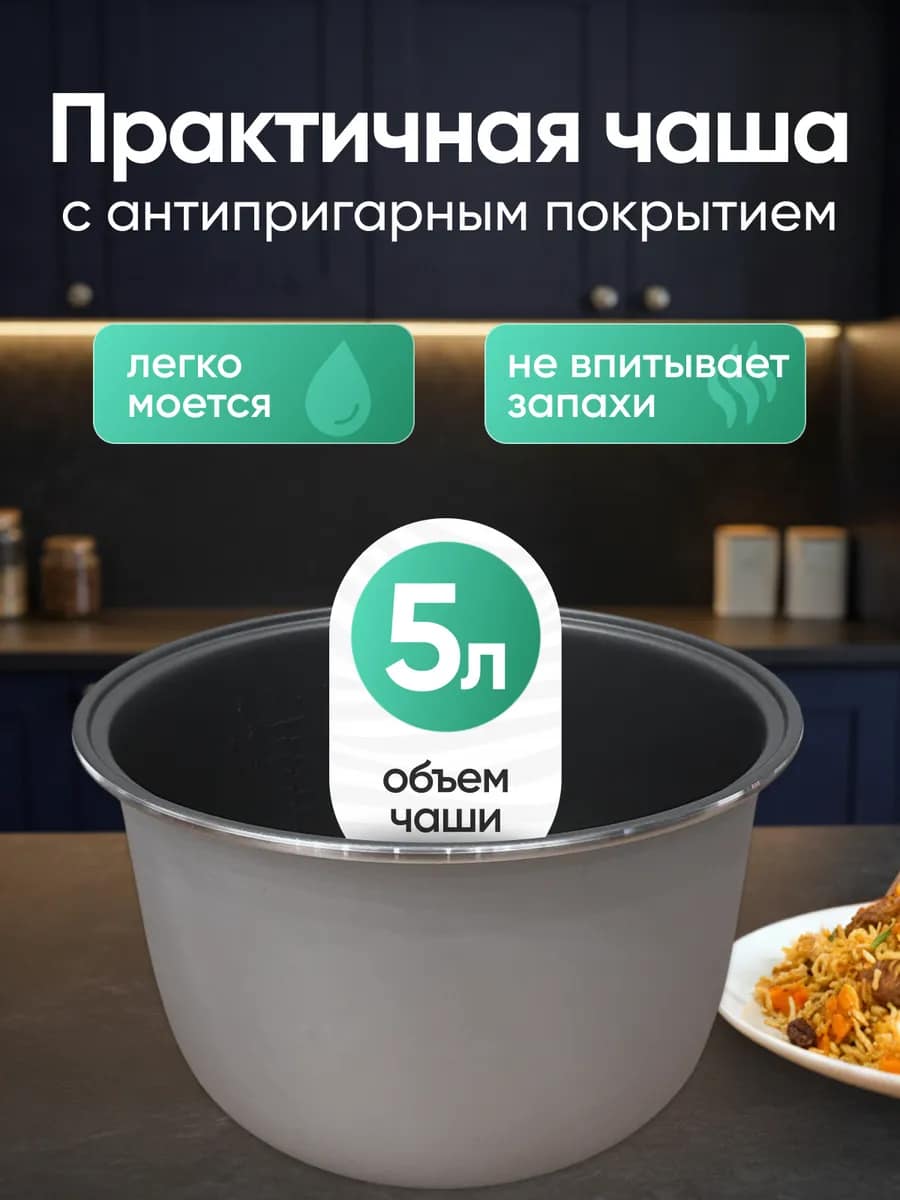 Практичная чаша
с антипригарным покрытием
легко
моется
не впитывает
запахи
5л
объем
чаши